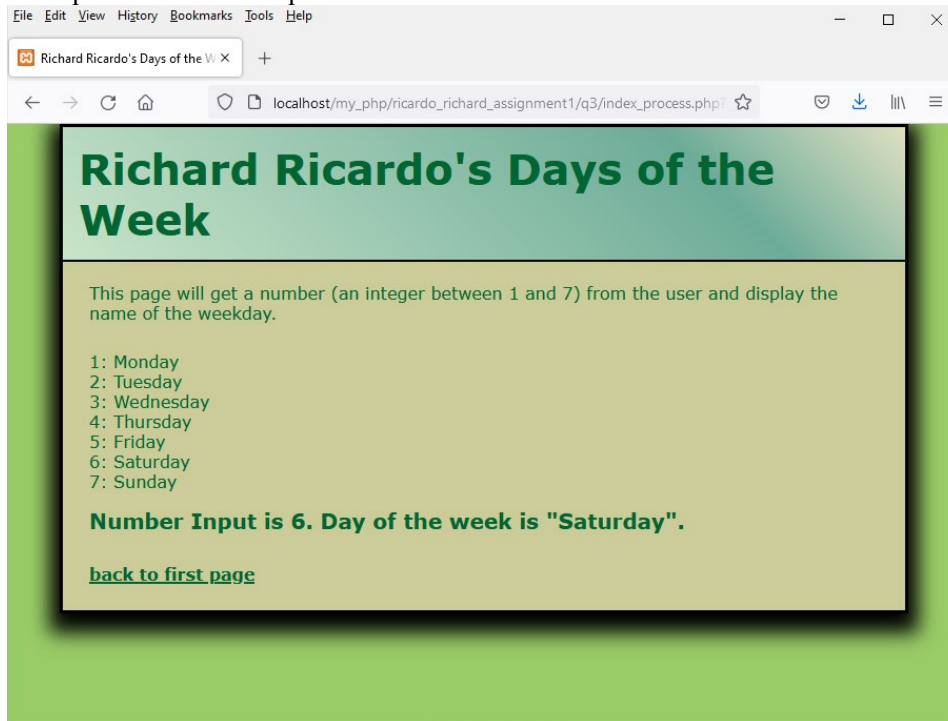 File Edit View History Bookmarks Tools Help
Richard Ricardo's Days of the W
localhost/my_php/ricardo_richard_assignment1/q3/index_process.php?
Richard Ricardo's Days of the
Week
This page will get a number (an integer between 1 and 7) from the user and display the
name of the weekday.
1: Monday
2: Tuesday
3: Wednesday
4: Thursday
5: Friday
6: Saturday
7: Sunday
Number Input is 6. Day of the week is "Saturday".
back to first page